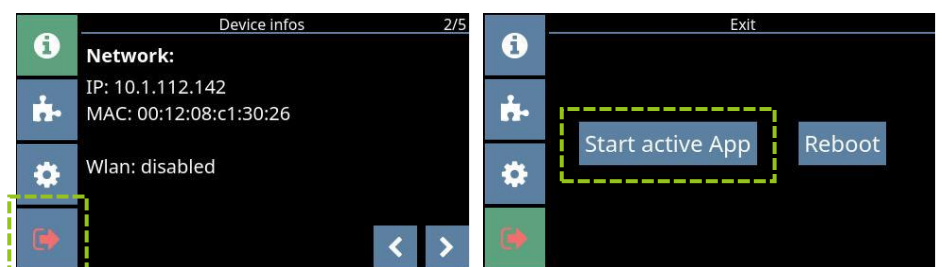 Device infos 2/5
Network:
IP: 10.1.112.142
MAC: 00:12:08:c1:30:26
Wlan: disabled
Exit
Start active App Reboot